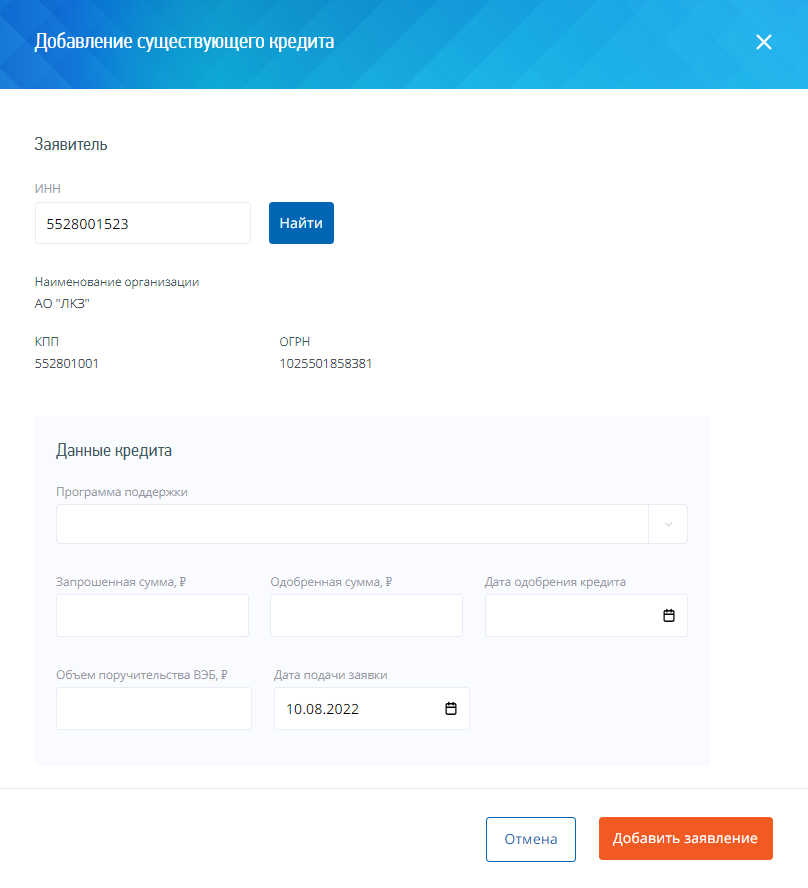 Добавление существующего кредита
Заявитель
ИНН
5528001523
Найти
Наименование организации
АО "ЛКЗ"
КПП ОГРН
552801001 1025501858381
Данные кредита
Программа поддержки
Запрошенная сумма, ₽ Одобренная сумма, ₽ Дата одобрения кредита
Объем поручительства ВЭБ, ₽ Дата подачи заявки
10.08.2022
Отмена Добавить заявление